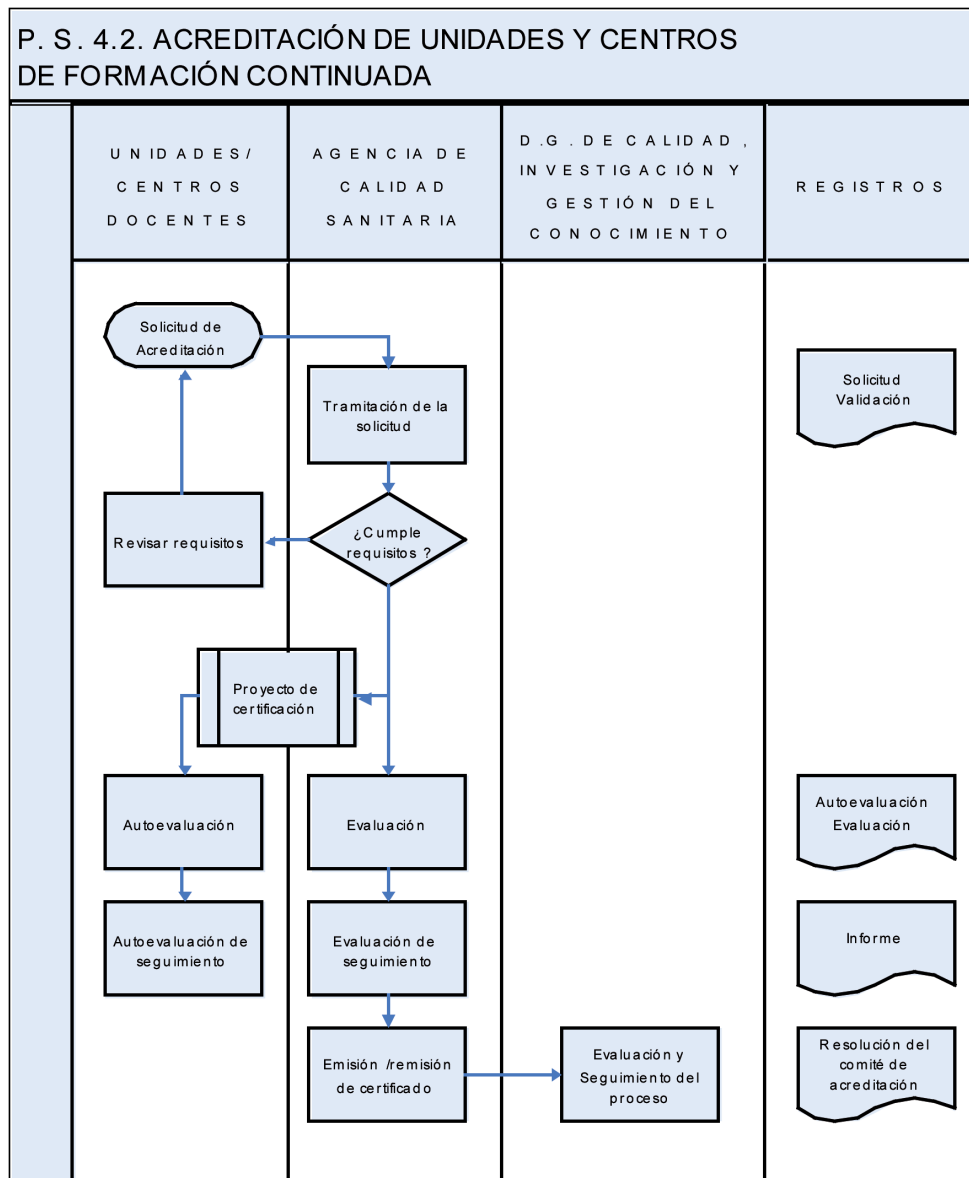 P. S. 4.2. ACREDITACIÓN DE UNIDADES Y CENTROS
DE FORMACIÓN CONTINUADA
UNIDADES/
CENTROS
DOCENTES
AGENCIA DE
CALIDAD
SANITARIA
D.G. DE CALIDAD,
INVESTIGACIÓN Y
GESTIÓN DEL
CONOCIMIENTO
REGISTROS
Solicitud de
Acreditación
Tramitación de la
solicitud
Solicitud
Validación
Revisar requisitos
¿Cumple
requisitos ?
Proyecto de
certificación
Autoevaluación
Evaluación
Autoevaluación
Evaluación
Autoevaluación de
seguimiento
Evaluación de
seguimiento
Informe
Emisión /remisión
de certificado
Evaluación y
Seguimiento del
proceso
Resolución del
comité de
acreditación